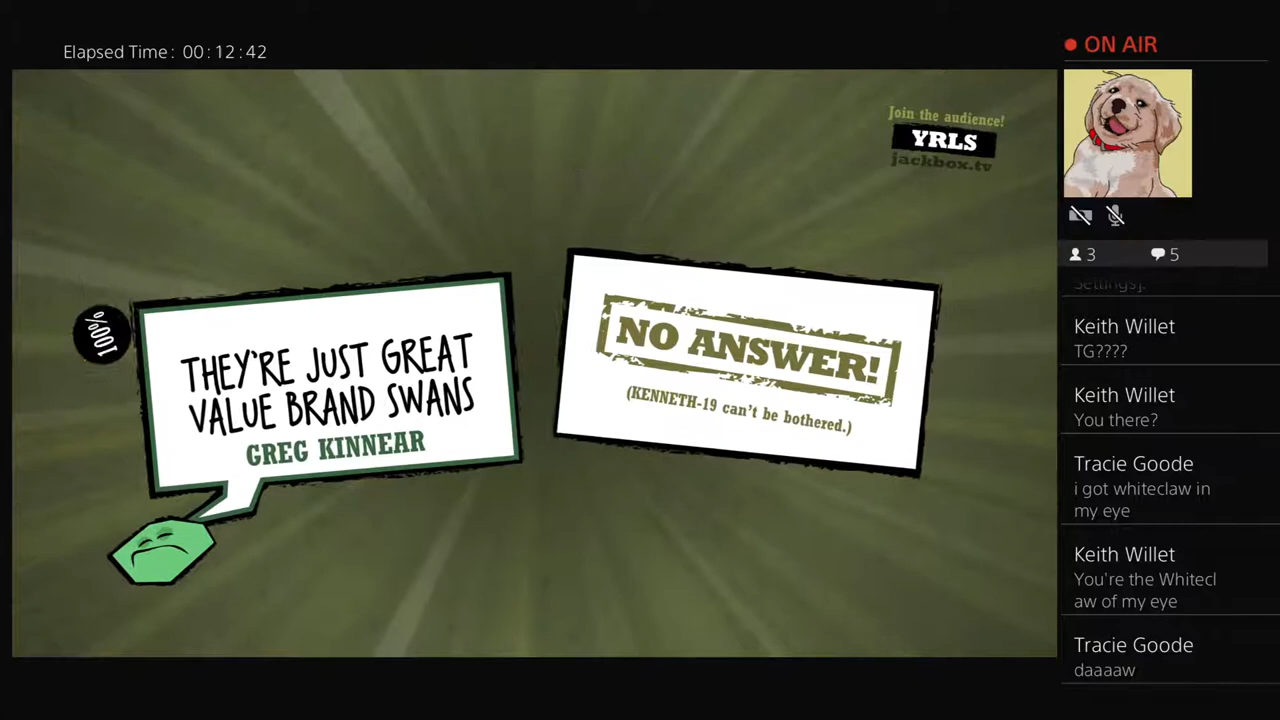 Elapsed Time: 00:12:42
ON AIR
Join the audience!
YRLS
jackbox.tv
3
5
100%
THEY'RE JUST GREAT
VALUE BRAND SWANS
GREG KINNEAR
NO ANSWER!
(KENNETH-19 can't be bothered.)
Settings].
Keith Willet
TG????
Keith Willet
You there?
Tracie Goode
i got whiteclaw in
my eye
Keith Willet
You're the Whitecl
aw of my eye
Tracie Goode
daaaaw